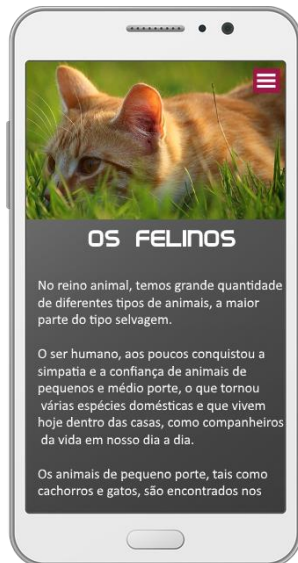 OS FELINOS
No reino animal, temos grande quantidade
de diferentes tipos de animais, a maior
parte do tipo selvagem.
O ser humano, aos poucos conquistou a
simpatia e a confiança de animais de
pequenos e médio porte, o que tornou
várias espécies domésticas e que vivem
hoje dentro das casas, como companheiros
da vida em nosso dia a dia.
Os animais de pequeno porte, tais como
cachorros e gatos, são encontrados nos